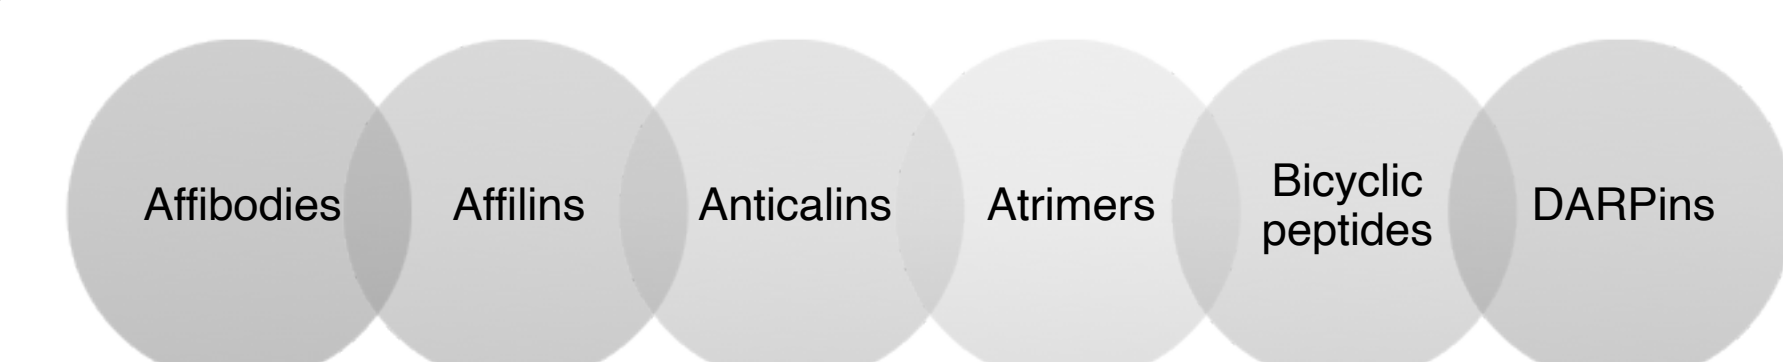 Affibodies
Affilins
Anticalins
Atrimers
Bicyclic
peptides
DARPins